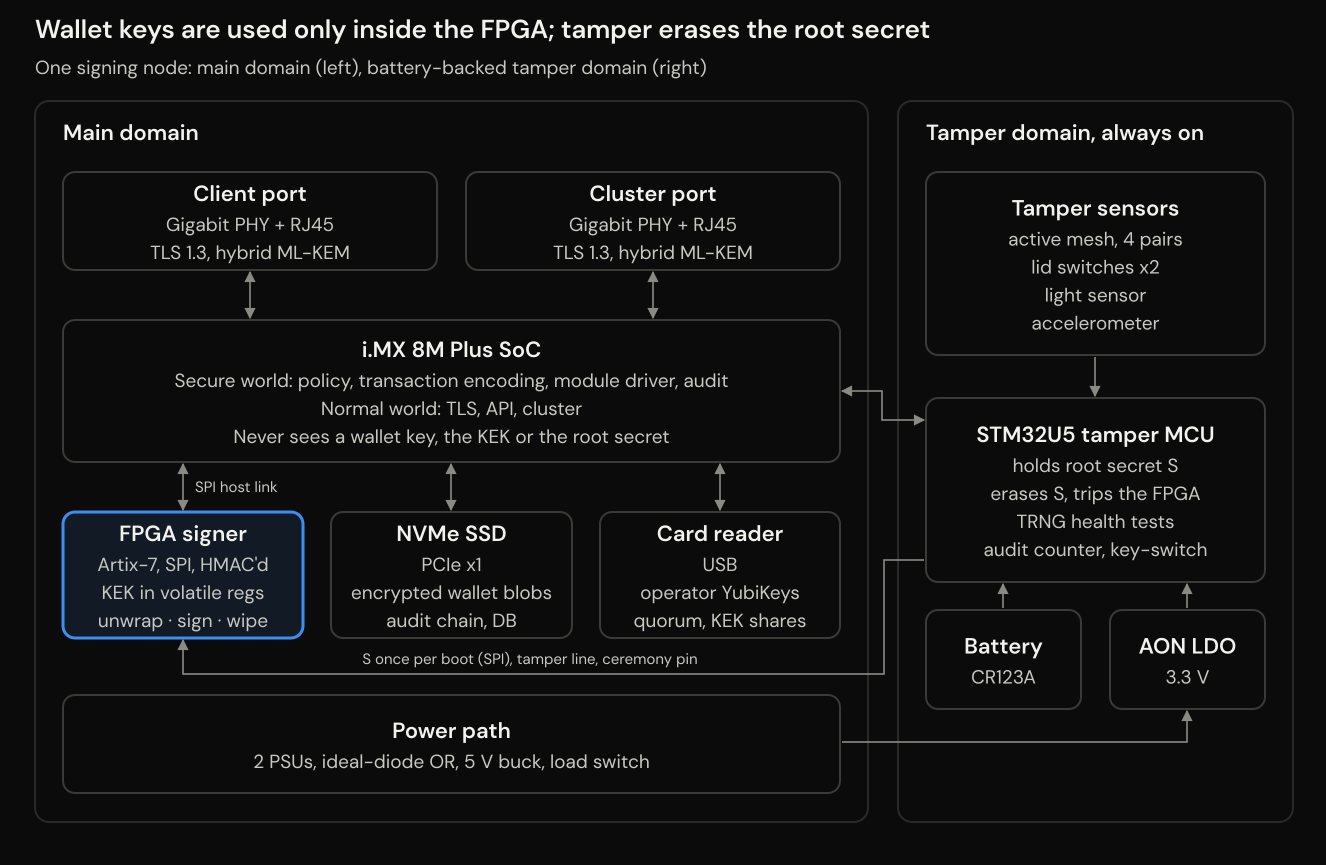 Wallet keys are used only inside the FPGA; tamper erases the root secret
One signing node: main domain (left), battery-backed tamper domain (right)
Main domain
Client port
Gigabit PHY + RJ45
TLS 1.3, hybrid ML-KEM
Cluster port
Gigabit PHY + RJ45
TLS 1.3, hybrid ML-KEM
i.MX 8M Plus SoC
Secure world: policy, transaction encoding, module driver, audit
Normal world: TLS, API, cluster
Never sees a wallet key, the KEK or the root secret
SPI host link
FPGA signer
Artix-7, SPI, HMAC'd
KEK in volatile regs
unwrap · sign · wipe
NVMe SSD
PCIe x1
encrypted wallet blobs
audit chain, DB
Card reader
USB
operator YubiKeys
quorum, KEK shares
S once per boot (SPI), tamper line, ceremony pin
Power path
2 PSUs, ideal-diode OR, 5 V buck, load switch
Tamper domain, always on
Tamper sensors
active mesh, 4 pairs
lid switches x2
light sensor
accelerometer
STM32U5 tamper MCU
holds root secret S
erases S, trips the FPGA
TRNG health tests
audit counter, key-switch
Battery
CR123A
AON LDO
3.3 V